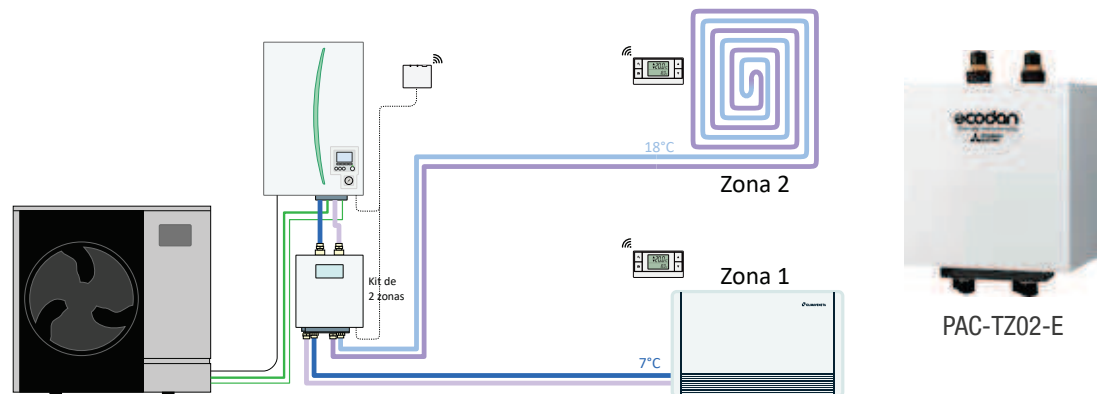 18°C
Zona 2
Kit de
2 zonas
Zona 1
7°C
ecodan
PAC-TZ02-E